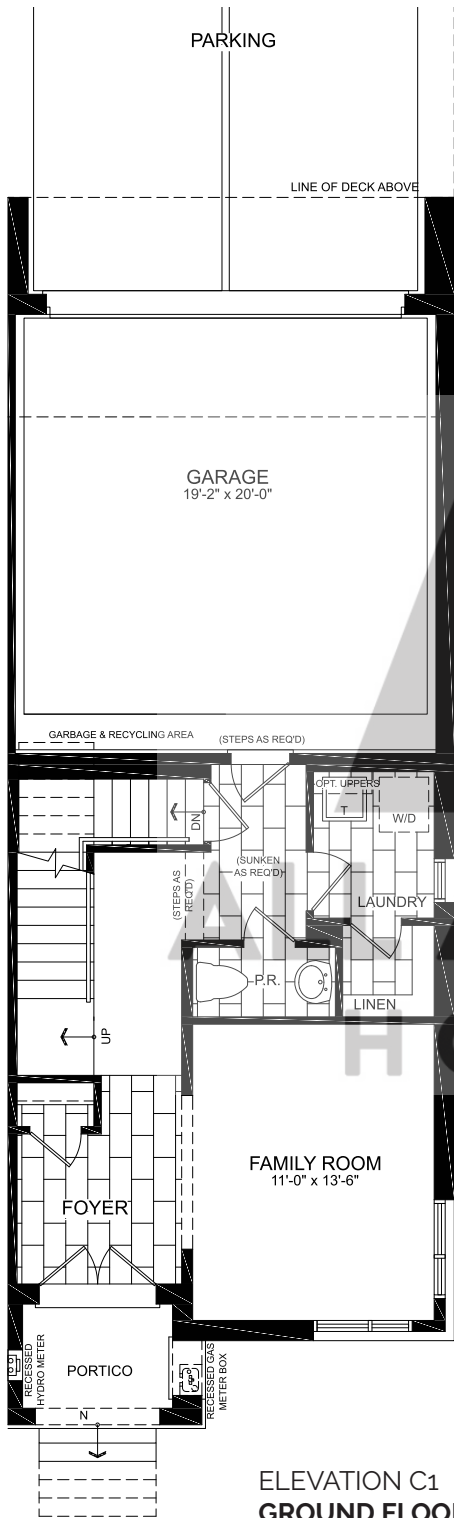 PARKING
LINE OF DECK ABOVE
GARAGE
19'-2" x 20'-0"
GARBAGE & RECYCLING AREA
(STEPS AS REQ'D)
OPT. UPPERS
T
W/D
DN
(SUNKEN
AS REQ'D)
(STEPS AS
REQ'D)
LAUNDRY
P.R.
LINEN
UP
FAMILY ROOM
11'-0" x 13'-6"
FOYER
RECESSED
HYDRO METER
PORTICO
RECESSED GAS
METER BOX
N
ELEVATION C1
GROUND FLOO